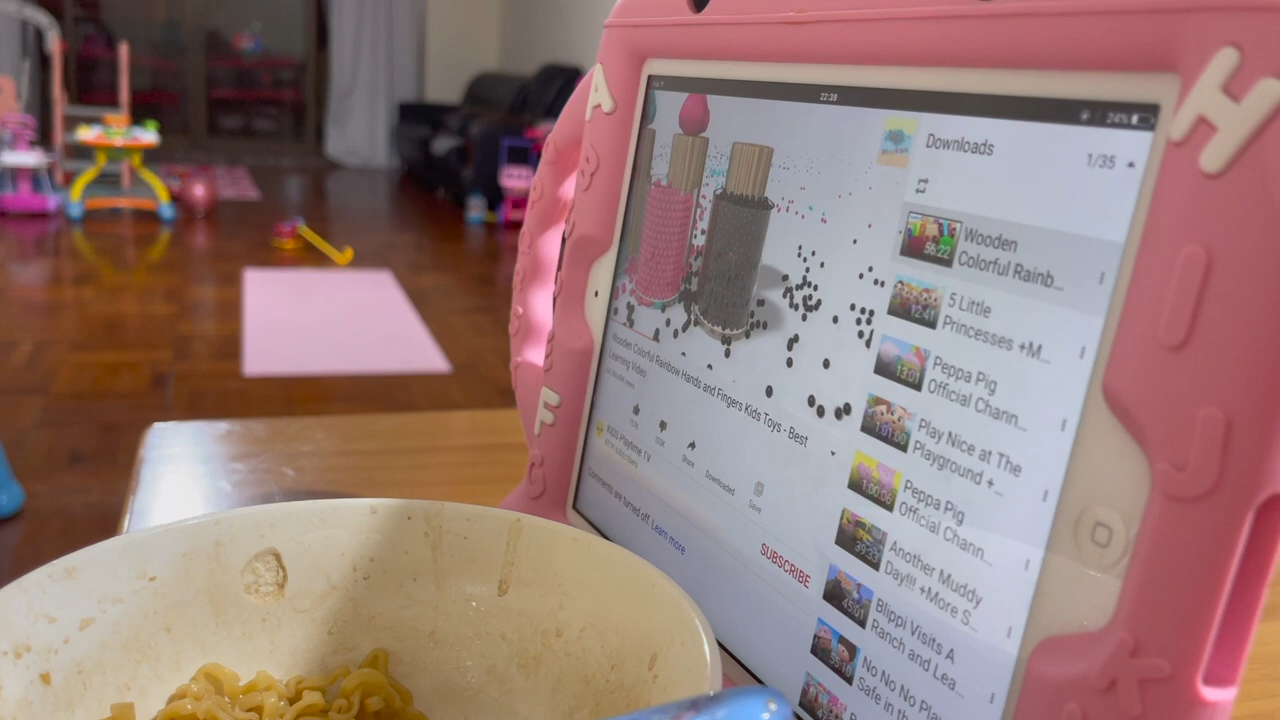 22:39
24%
Downloads
1/35
Wooden
Colorful Rainb...
56:22
5 Little
Princesses +M...
12:41
Peppa Pig
Official Chann...
13:01
Play Nice at The
Playground +...
1:01:00
Peppa Pig
Official Chann...
1:00:06
Another Muddy
Day!!! +More S...
39:33
Blippi Visits A
Ranch and Lea...
45:01
No No No Play
Safe in the
55:10
Wooden Colorful Rainbow Hands and Fingers Kids Toys - Best
Learning Video
Share
Downloaded
Save
KIDS Playtime TV
SUBSCRIBE
Comments are turned off. Learn more
A
B
F
G
H
I
J
K